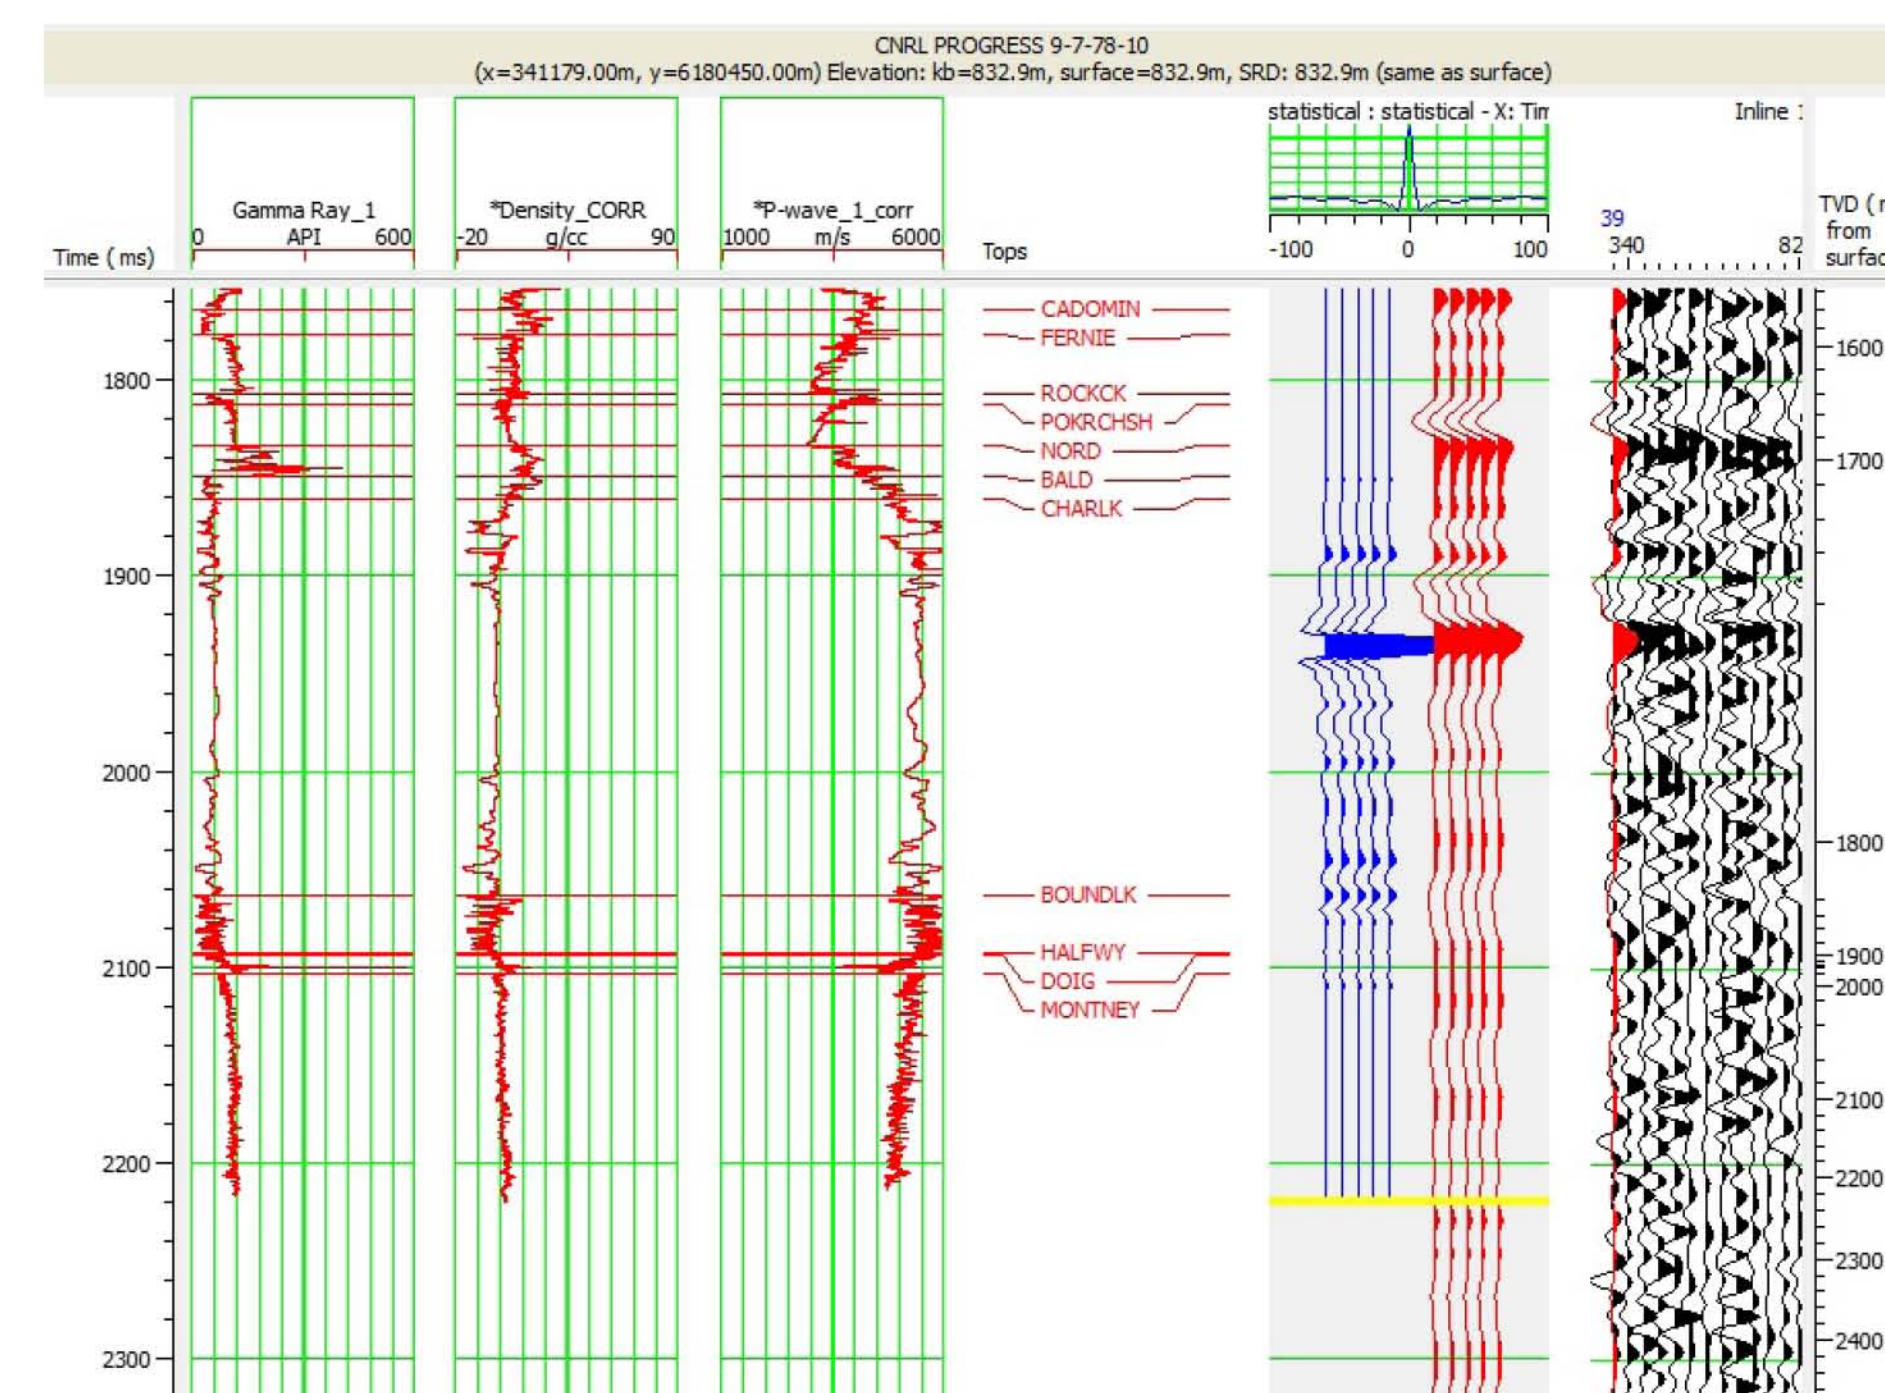 CNRL PROGRESS 9-7-78-10
(x=341179.00m, y=6180450.00m) Elevation: kb=832.9m, surface=832.9m, SRD: 832.9m (same as surface)
statistical : statistical - X: Tim
Inline 1
Gamma Ray_1
*Density_CORR
*P-wave_1_corr
39
TVD (m
from
surfac
Time ( ms)
0 API 600
-20 g/cc 90
1000 m/s 6000
Tops
-100 0 100
340 82
CADOMIN
FERNIE
1600
1800
ROCKCK
POKRCHSH
NORD
1700
BALD
CHARLK
1900
2000
1800
BOUNDLK
HALFWY
1900
2100
DOIG
2000
MONTNEY
2100
2200
2200
2300
2400
2300